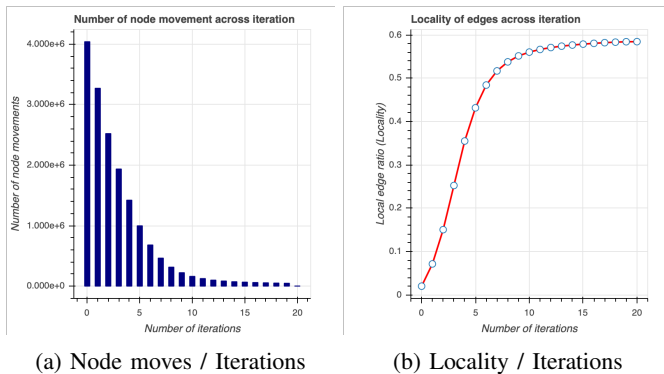 Number of node movement across iteration
Number of node movements
4.000e+6
3.000e+6
2.000e+6
1.000e+6
0.000e+0
0 5 10 15 20
Number of iterations
(a) Node moves / Iterations
Locality of edges across iteration
Local edge ratio (Locality)
0.6
0.5
0.4
0.3
0.2
0.1
0
0 5 10 15 20
Number of iterations
(b) Locality / Iterations